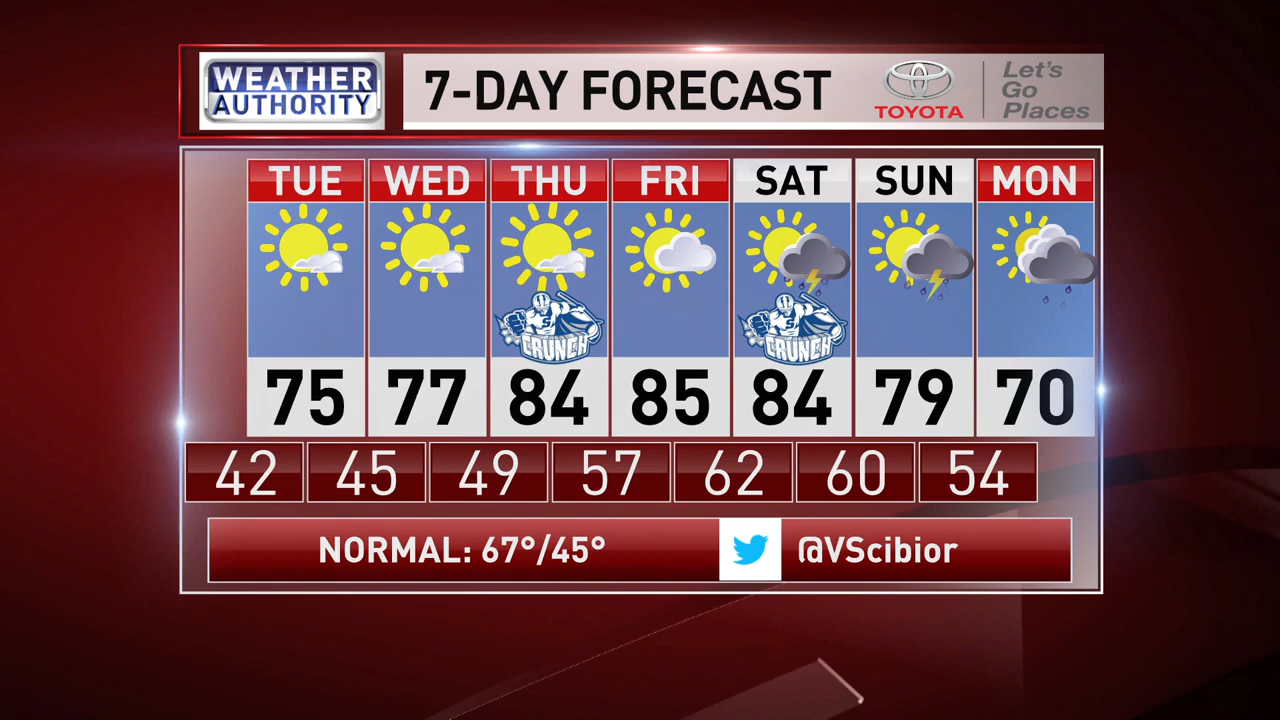 WEATHER
AUTHORITY
7-DAY FORECAST
TOYOTA
Let's
Go
Places
TUE WED THU FRI SAT SUN MON
S S
CRUNCH CRUNCH
75 77 84 85 84 79 70
42 45 49 57 62 60 54
NORMAL: 67°/45° @VScibior